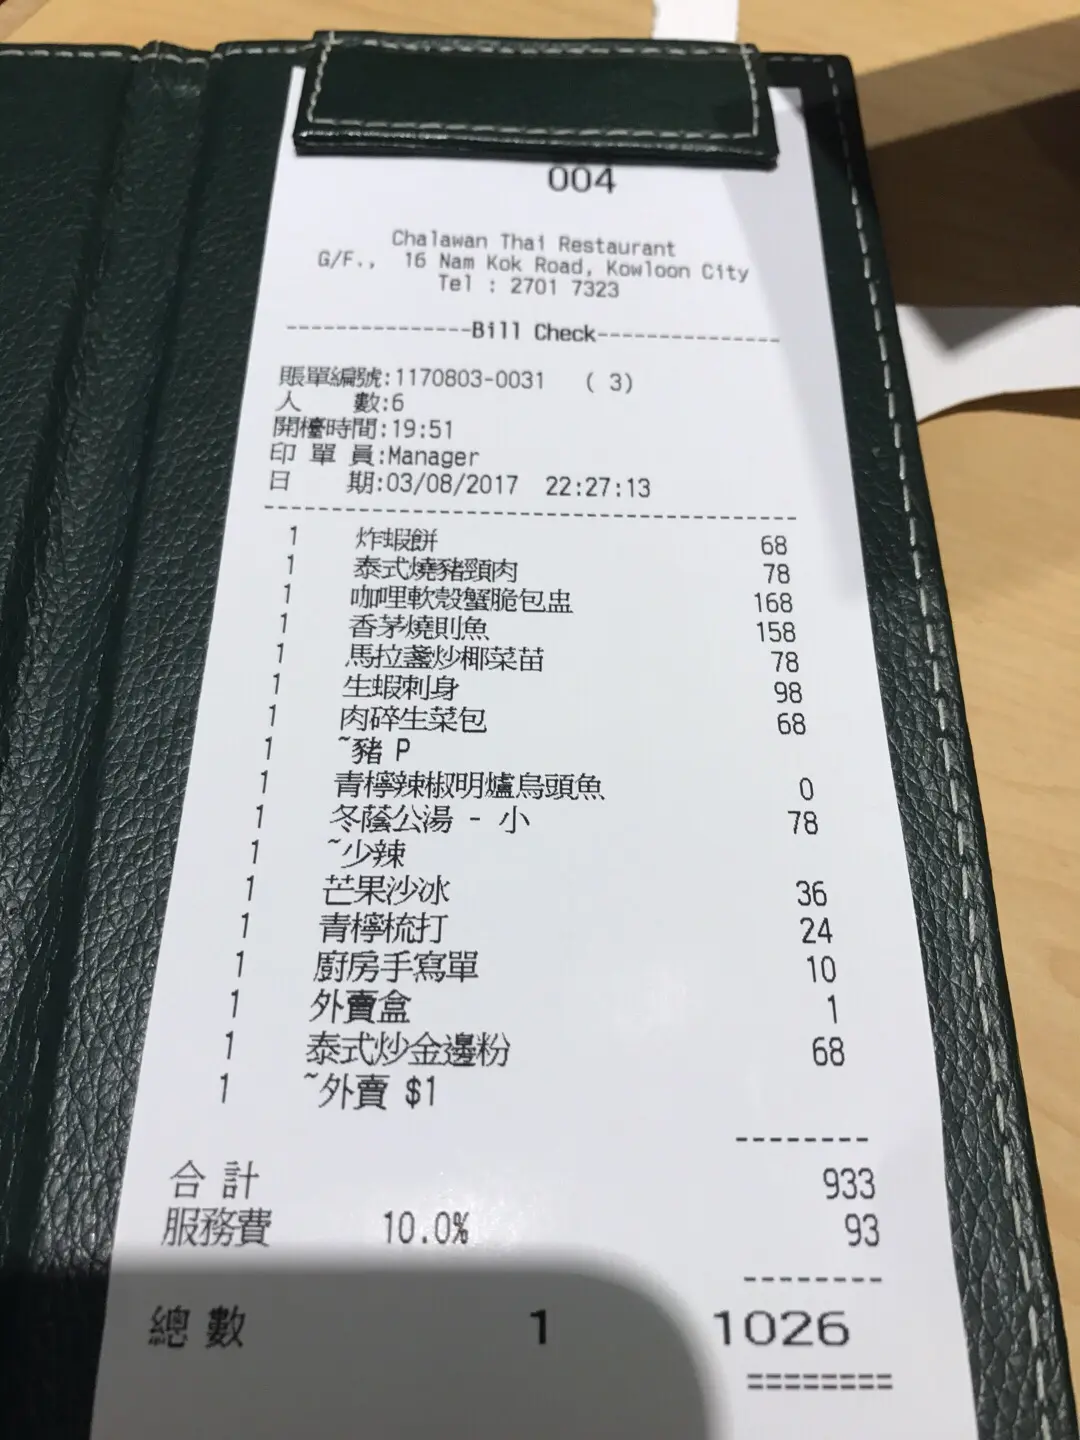 004
Chalawan Thai Restaurant
G/F., 16 Nam Kok Road, Kowloon City
Tel : 2701 7323
---------------Bill Check---------------
賬單編號:1170803-0031 ( 3)
人 數:6
開檯時間:19:51
印 單 員:Manager
日 期:03/08/2017 22:27:13
1 炸蝦餅 68
1 泰式燒豬頸肉 78
1 咖哩軟殼蟹脆包盅 168
1 香茅燒則魚 158
1 馬拉盞炒椰菜苗 78
1 生蝦刺身 98
1 肉碎生菜包 68
1 ~豬 P
1 青檸辣椒明爐烏頭魚 0
1 冬蔭公湯 - 小 78
1 ~少辣
1 芒果沙冰 36
1 青檸梳打 24
1 廚房手寫單 10
1 外賣盒 1
1 泰式炒金邊粉 68
1 ~外賣 $1
--------
合 計 933
服務費 10.0% 93
--------
總 數 1 1026
========